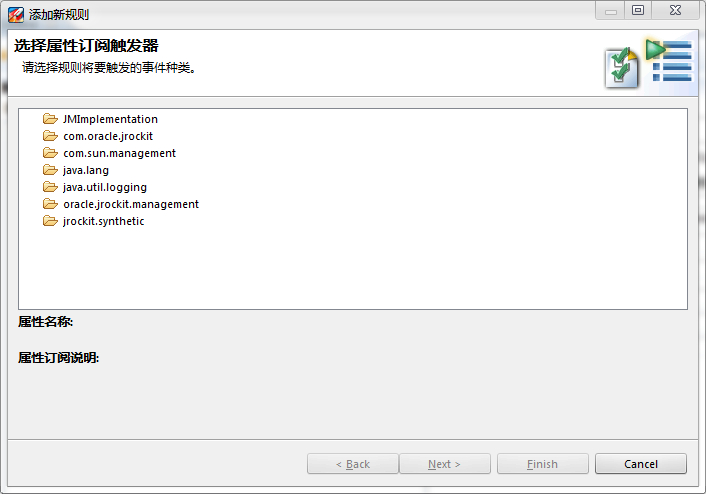 添加新规则
选择属性订阅触发器
请选择规则将要触发的事件种类。
JMImplementation
com.oracle.jrockit
com.sun.management
java.lang
java.util.logging
oracle.jrockit.management
jrockit.synthetic
属性名称:
属性订阅说明:
< Back Next > Finish Cancel